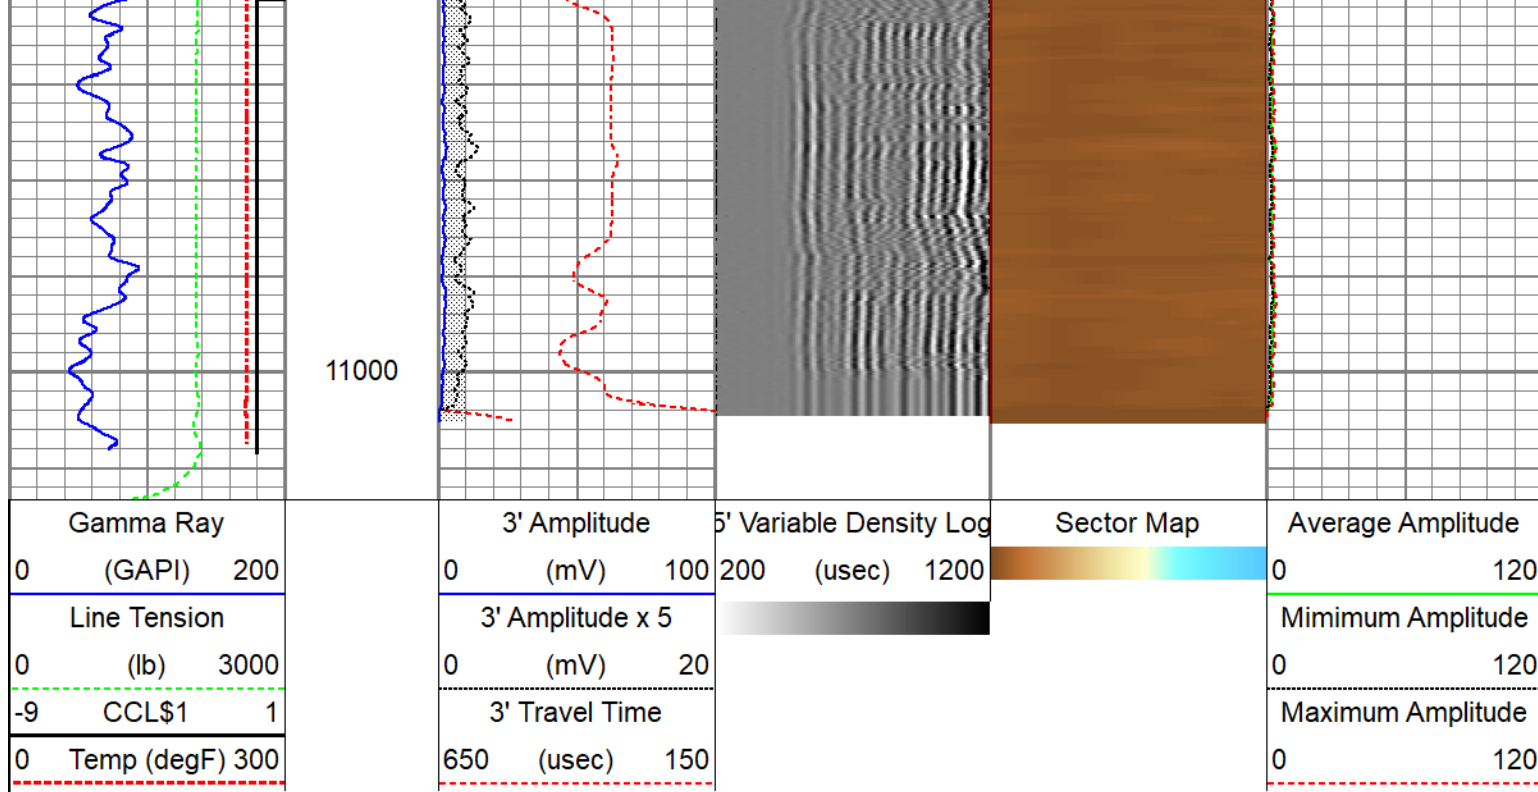 11000
Gamma Ray
0 (GAPI) 200
Line Tension
0 (lb) 3000
-9 CCL$1 1
0 Temp (degF) 300
3' Amplitude
0 (mV) 100
3' Amplitude x 5
0 (mV) 20
3' Travel Time
650 (usec) 150
5' Variable Density Log
200 (usec) 1200
Sector Map
Average Amplitude
0 120
Mimimum Amplitude
0 120
Maximum Amplitude
0 120